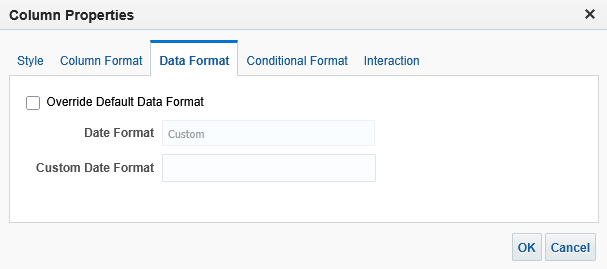 Column Properties
Style Column Format Data Format Conditional Format Interaction
Override Default Data Format
Date Format Custom
Custom Date Format
OK Cancel